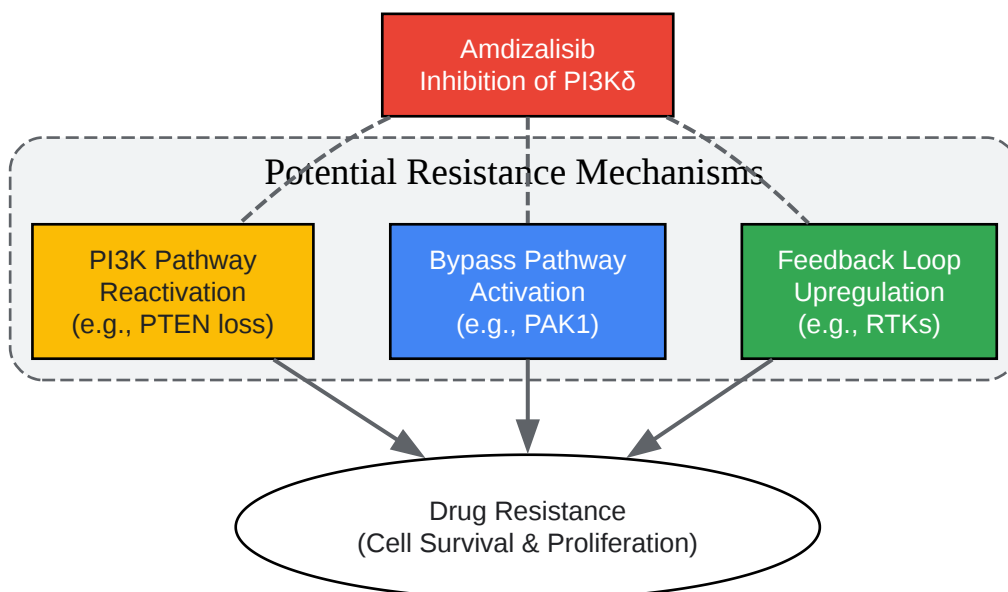 Amdizalisib
Inhibition of PI3Kδ
Potential Resistance Mechanisms
PI3K Pathway
Reactivation
(e.g., PTEN loss)
Bypass Pathway
Activation
(e.g., PAK1)
Feedback Loop
Upregulation
(e.g., RTKs)
Drug Resistance
(Cell Survival & Proliferation)